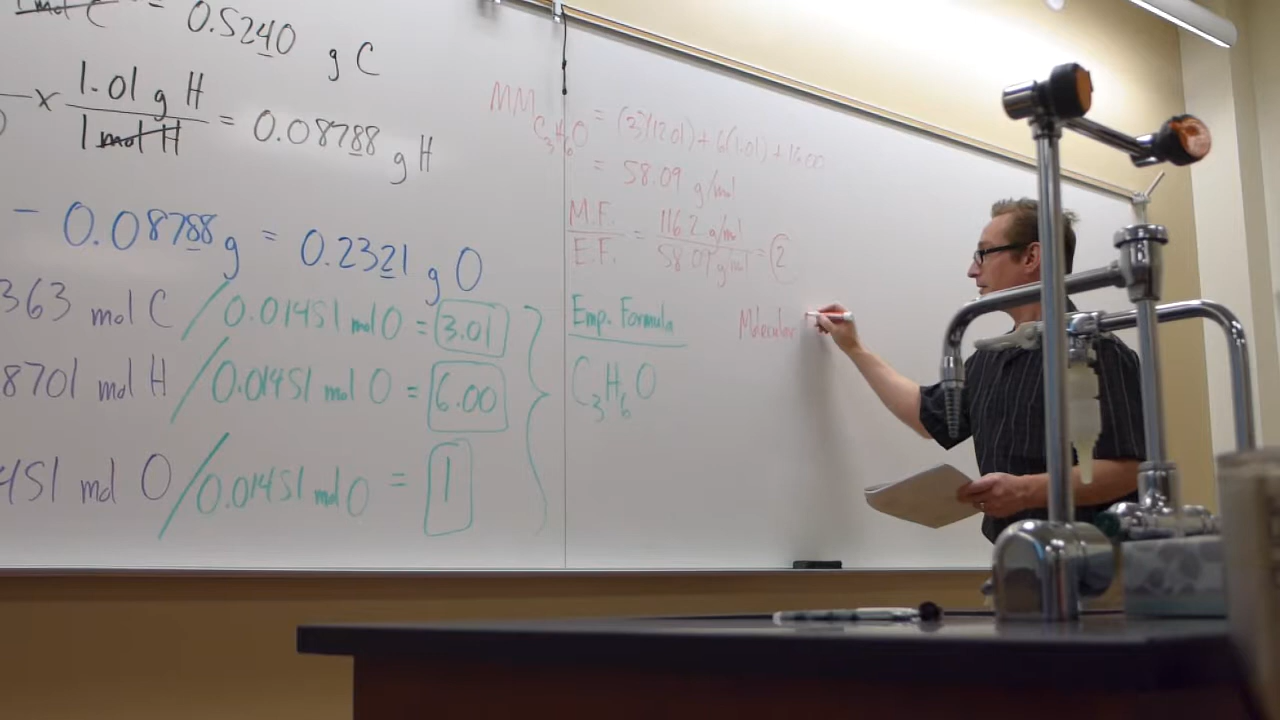 1 mol C = 0.5240 g C
x 1.01 g H / 1 mol H = 0.08788 g H
- 0.08788 g = 0.2321 g O
363 mol C / 0.01451 mol O = 3.01
8701 mol H / 0.01451 mol O = 6.00
451 mol O / 0.01451 mol O = 1
MM C3H6O = (3)(12.01) + 6(1.01) + 16.00
= 58.09 g/mol
M.F. / E.F. = 116.2 g/mol / 58.09 g/mol = 2
Emp. Formula
C3H6O
Molecular